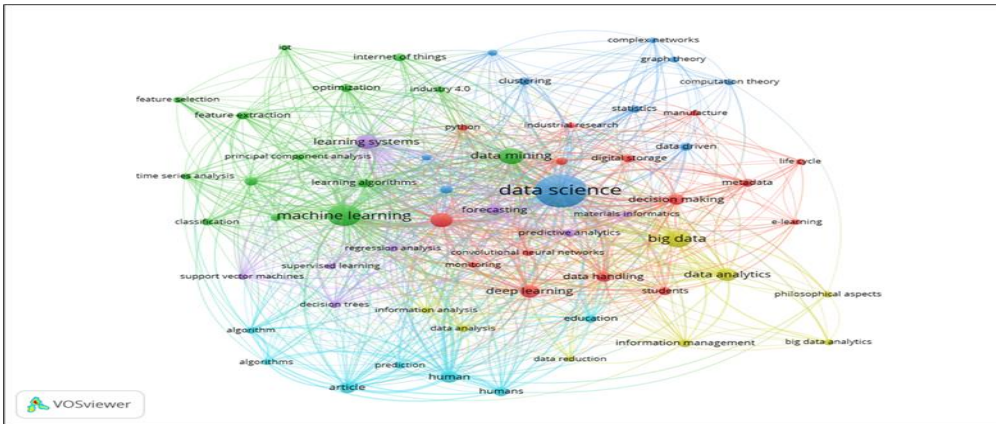 complex networks
iot
internet of things
graph theory
clustering
computation theory
optimization
industry 4.0
feature selection
statistics
manufacture
feature extraction
python
industrial research
learning systems
data driven
principal component analysis
data mining
digital storage
life cycle
time series analysis
learning algorithms
metadata
data science
decision making
machine learning
forecasting
materials informatics
classification
e-learning
predictive analytics
big data
regression analysis
convolutional neural networks
supervised learning
monitoring
support vector machines
data handling
data analytics
deep learning
students
philosophical aspects
decision trees
information analysis
education
algorithm
data analysis
information management
big data analytics
data reduction
algorithms
prediction
human
article
humans
VOSviewer